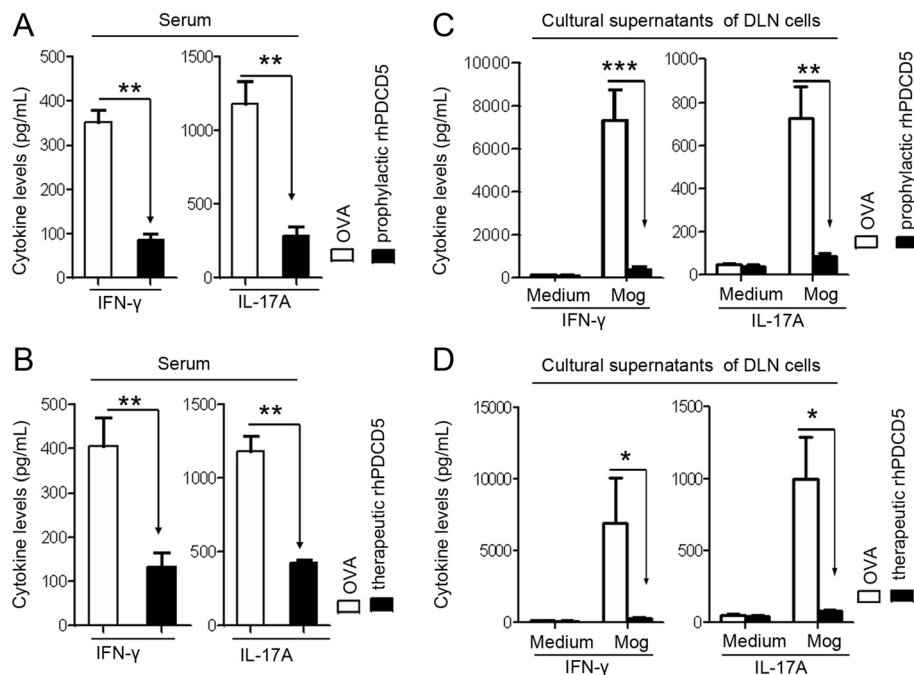 A
Serum
Cytokine levels (pg/mL)
500
400
300
200
100
0
**
IFN-γ
1500
1000
500
0
**
IL-17A
OVA
prophylactic rhPDCD5
B
Serum
Cytokine levels (pg/mL)
500
400
300
200
100
0
**
IFN-γ
1500
1000
500
0
**
IL-17A
OVA
therapeutic rhPDCD5
C
Cultural supernatants of DLN cells
Cytokine levels (pg/mL)
10000
8000
6000
4000
2000
0
***
Medium Mog
IFN-γ
1000
800
600
400
200
0
**
Medium Mog
IL-17A
OVA
prophylactic rhPDCD5
D
Cultural supernatants of DLN cells
Cytokine levels (pg/mL)
15000
10000
5000
0
*
Medium Mog
IFN-γ
1500
1000
500
0
*
Medium Mog
IL-17A
OVA
therapeutic rhPDCD5